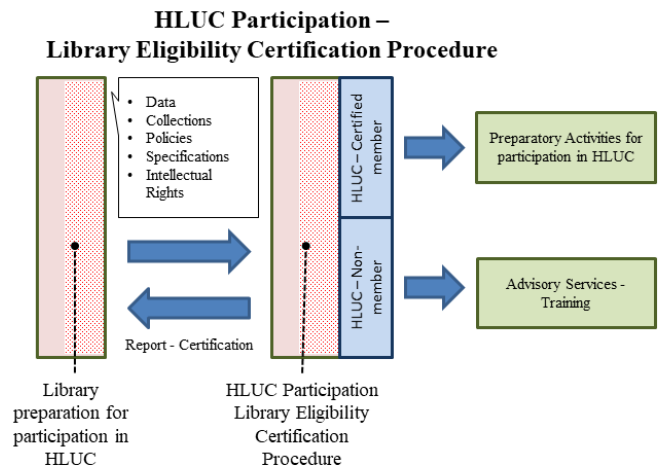 HLUC Participation –
Library Eligibility Certification Procedure
• Data
• Collections
• Policies
• Specifications
• Intellectual
Rights
HLUC – Certified
member
HLUC – Non-
member
Preparatory Activities for
participation in HLUC
Advisory Services -
Training
Report - Certification
Library
preparation for
participation in
HLUC
HLUC Participation
Library Eligibility
Certification
Procedure